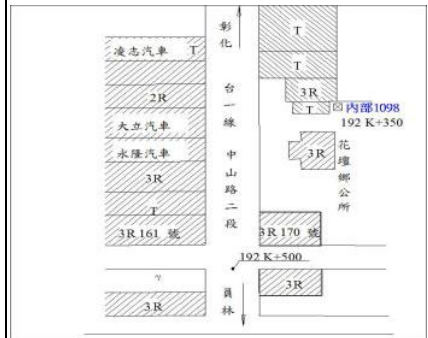 彰化
台一線 中山路二段
員林
凌志汽車 T
2R
大立汽車
永隆汽車
3R
T
3R 161 號
3R
T
T
3R
T
內部1098
192 K+350
3R
花壇鄉公所
3R 170 號
192 K+500
3R